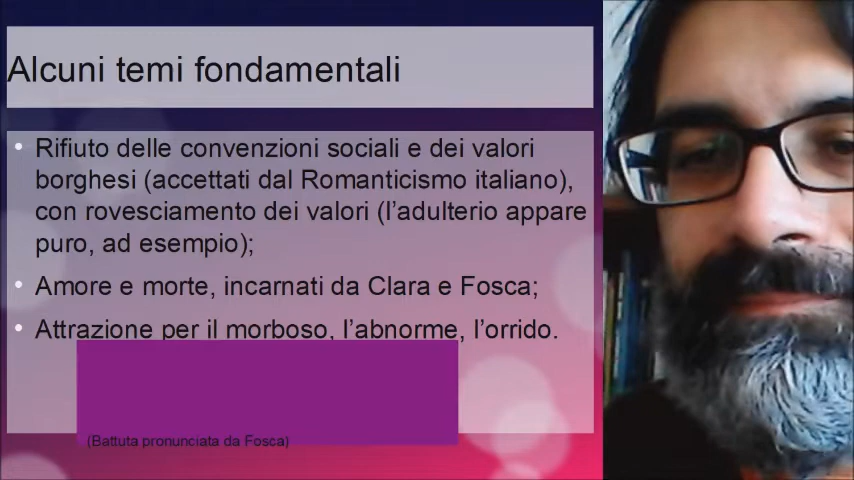 Alcuni temi fondamentali
Rifiuto delle convenzioni sociali e dei valori
borghesi (accettati dal Romanticismo italiano),
con rovesciamento dei valori (l’adulterio appare
puro, ad esempio);
Amore e morte, incarnati da Clara e Fosca;
Attrazione per il morboso, l’abnorme, l’orrido.
(Battuta pronunciata da Fosca)